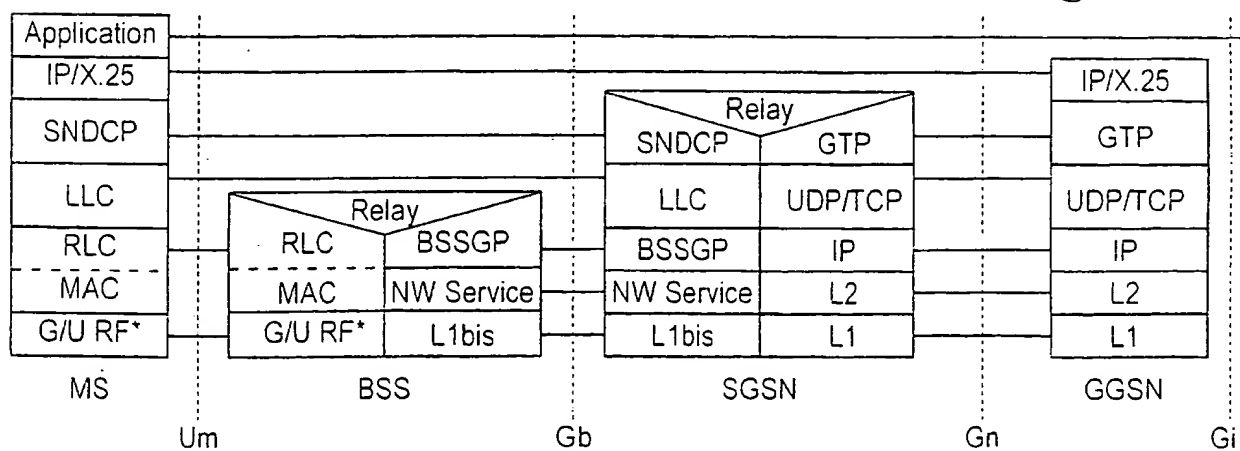 Application
IP/X.25 IP/X.25
Relay
SNDCP SNDCP GTP GTP
LLC Relay LLC UDP/TCP UDP/TCP
RLC RLC BSSGP BSSGP IP IP
MAC MAC NW Service NW Service L2 L2
G/U RF* G/U RF* L1bis L1bis L1 L1
MS BSS SGSN GGSN
Um Gb Gn Gi